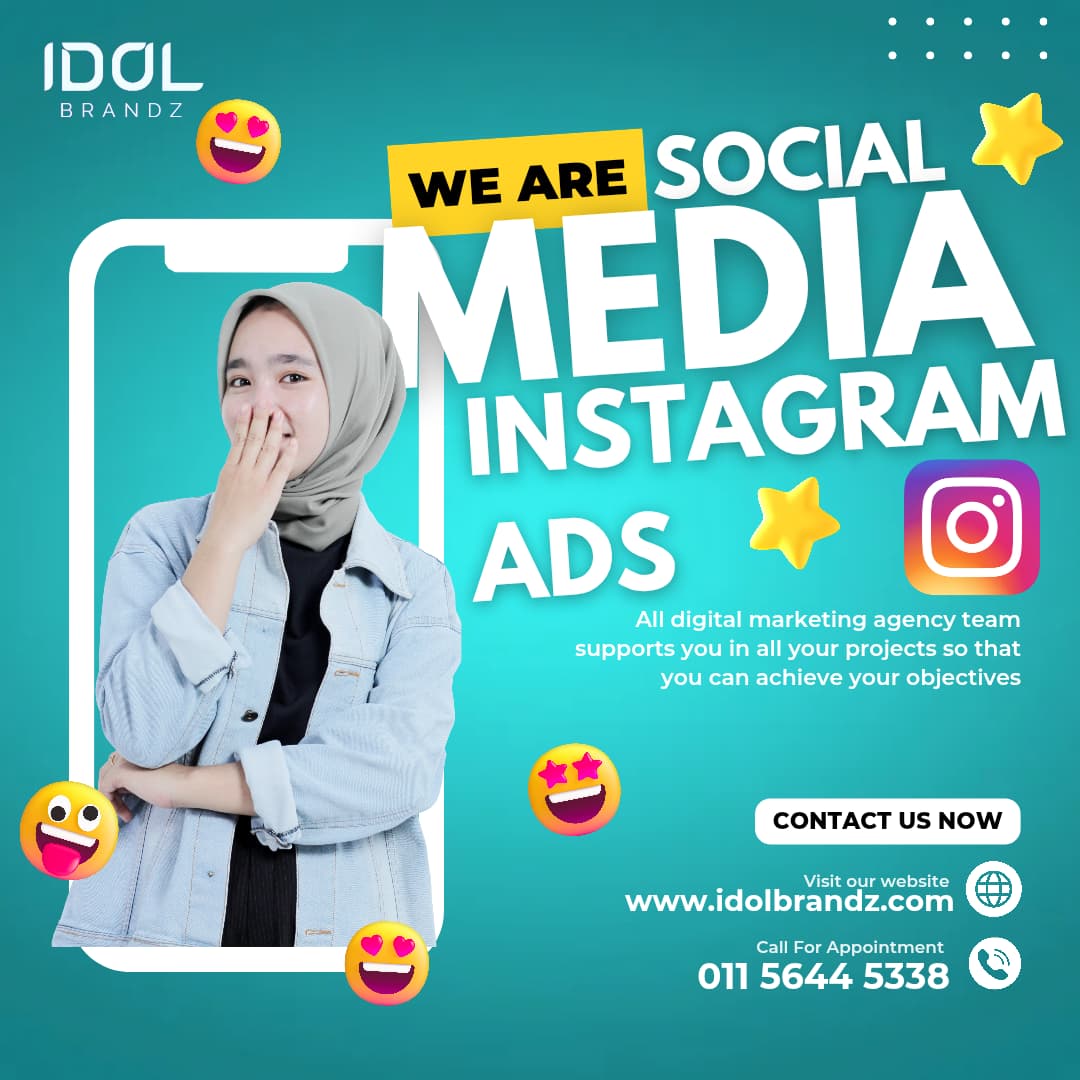 IDOL
BRANDZ
WE ARE SOCIAL
MEDIA
INSTAGRAM
ADS
All digital marketing agency team
supports you in all your projects so that
you can achieve your objectives
CONTACT US NOW
Visit our website
www.idolbrandz.com
Call For Appointment
011 5644 5338